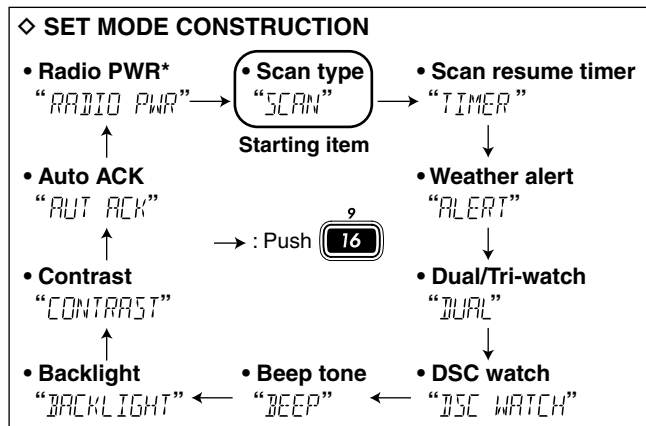 ◇ SET MODE CONSTRUCTION
• Radio PWR*
“RADIO PWR”
• Scan type
“SCAN”
Starting item
• Scan resume timer
“TIMER”
• Auto ACK
“AUT ACK”
→ : Push
9
16
• Weather alert
“ALERT”
• Contrast
“CONTRAST”
• Dual/Tri-watch
“DUAL”
• Backlight
“BACKLIGHT”
• Beep tone
“BEEP”
• DSC watch
“DSC WATCH”